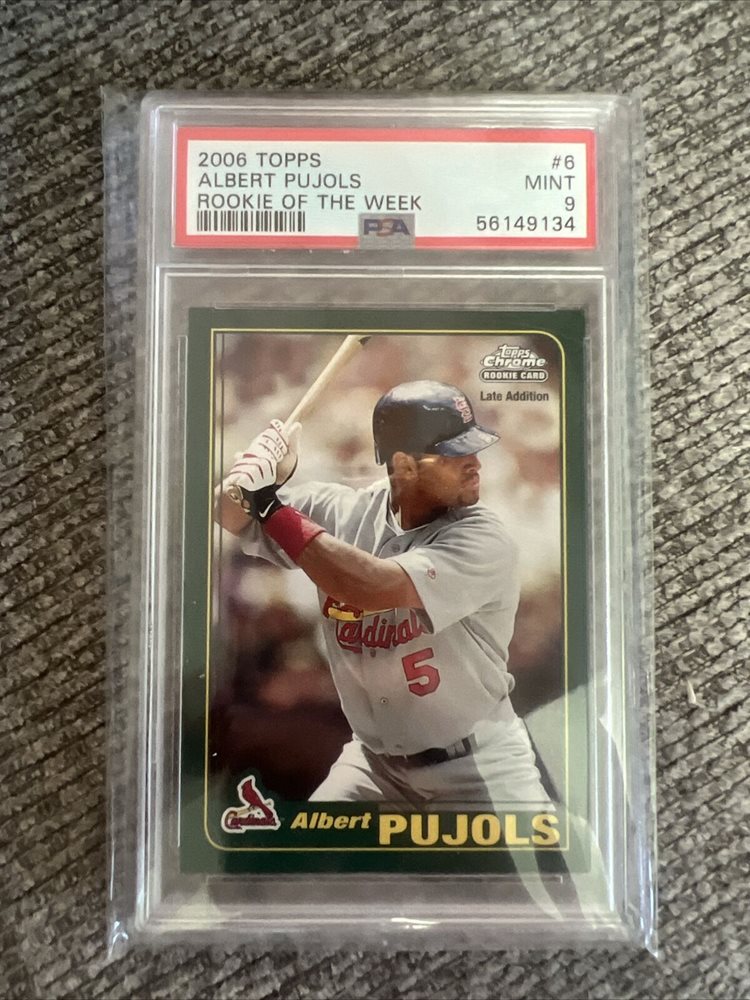 2006 TOPPS #6
ALBERT PUJOLS MINT
ROOKIE OF THE WEEK 9
PSA 56149134
Topps
Chrome
ROOKIE CARD
Late Addition
Cardinals
5
Cardinals
Albert PUJOLS